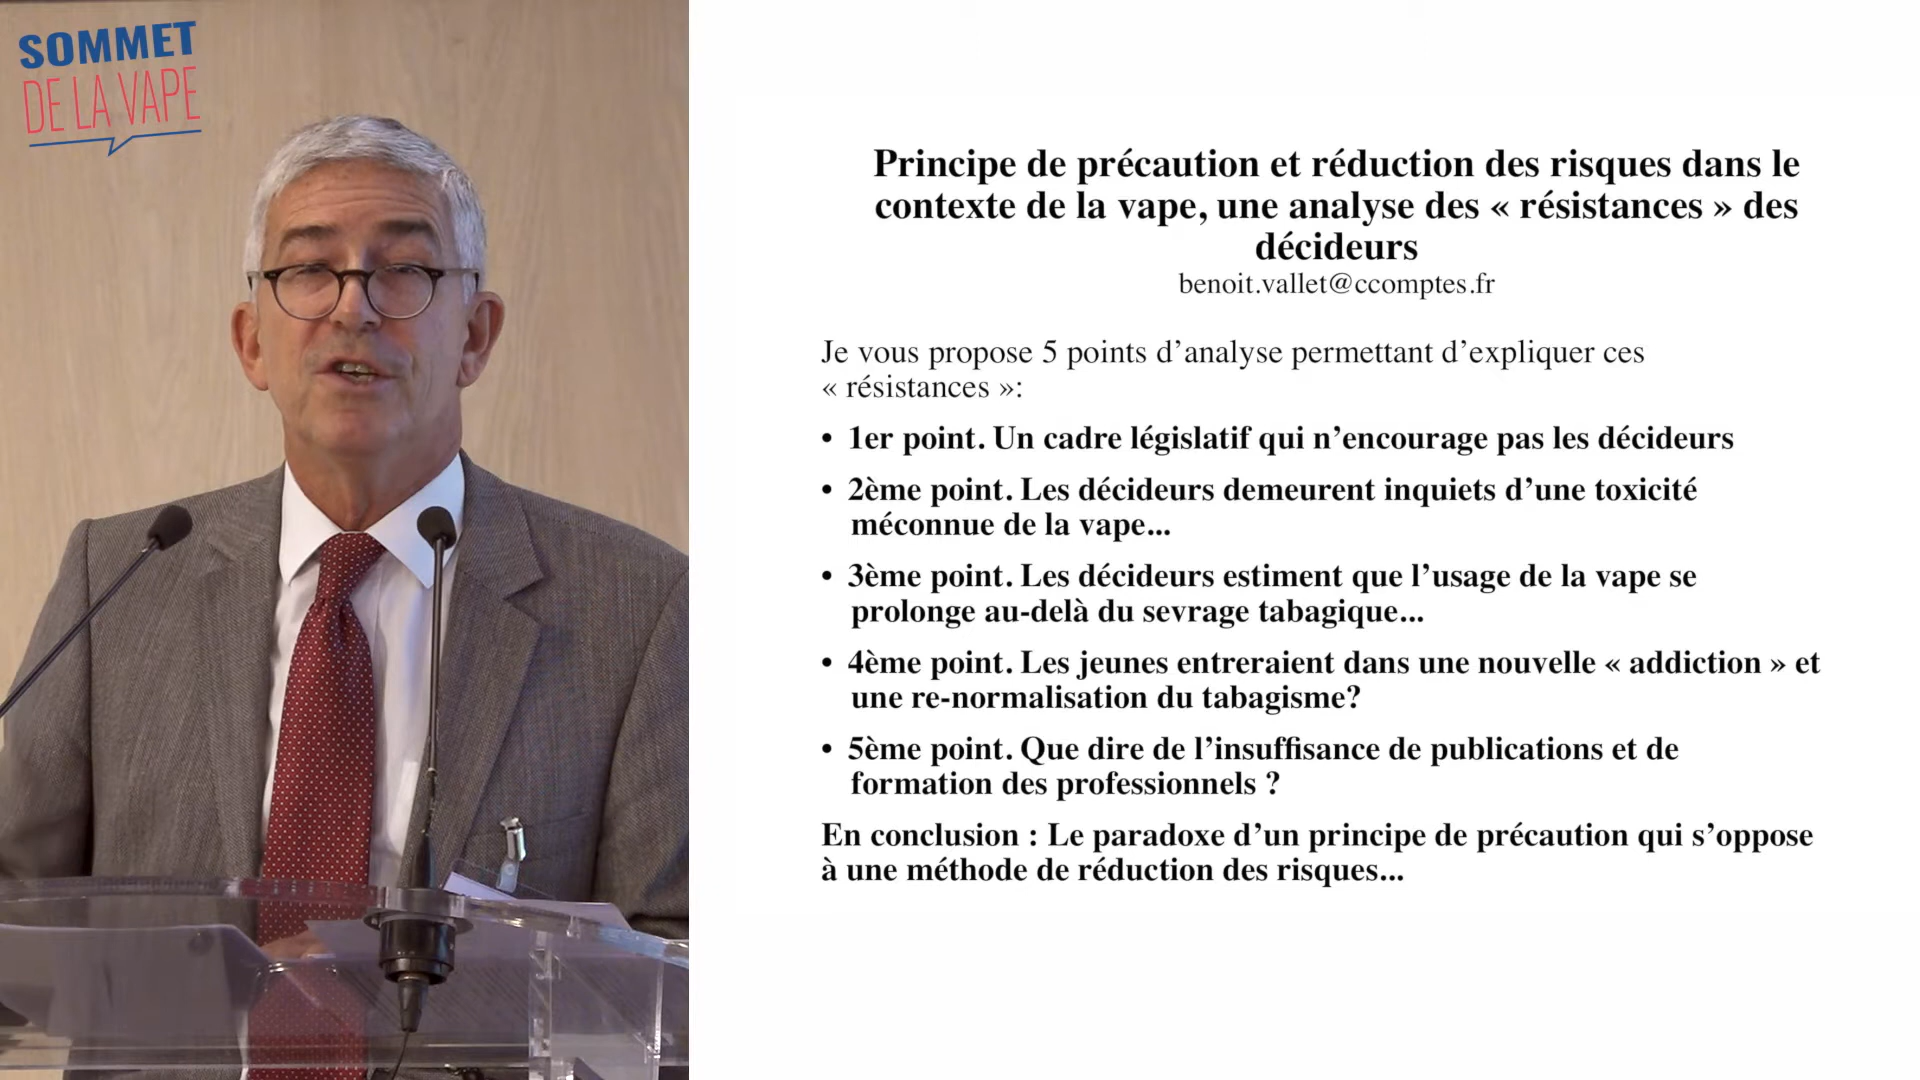 SOMMET
DE LA VAPE
Principe de précaution et réduction des risques dans le
contexte de la vape, une analyse des « résistances » des
décideurs
benoit.vallet@ccomptes.fr
Je vous propose 5 points d’analyse permettant d’expliquer ces
« résistances »:
• 1er point. Un cadre législatif qui n’encourage pas les décideurs
• 2ème point. Les décideurs demeurent inquiets d’une toxicité
méconnue de la vape...
• 3ème point. Les décideurs estiment que l’usage de la vape se
prolonge au-delà du sevrage tabagique...
• 4ème point. Les jeunes entreraient dans une nouvelle « addiction » et
une re-normalisation du tabagisme?
• 5ème point. Que dire de l’insuffisance de publications et de
formation des professionnels ?
En conclusion : Le paradoxe d’un principe de précaution qui s’oppose
à une méthode de réduction des risques...